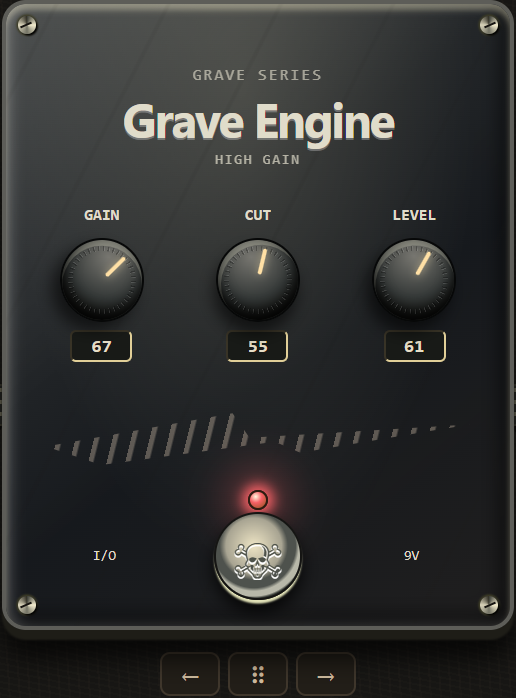 GRAVE SERIES
Grave Engine
HIGH GAIN
GAIN CUT LEVEL
67 55 61
I/O 9V
← ⠿ →